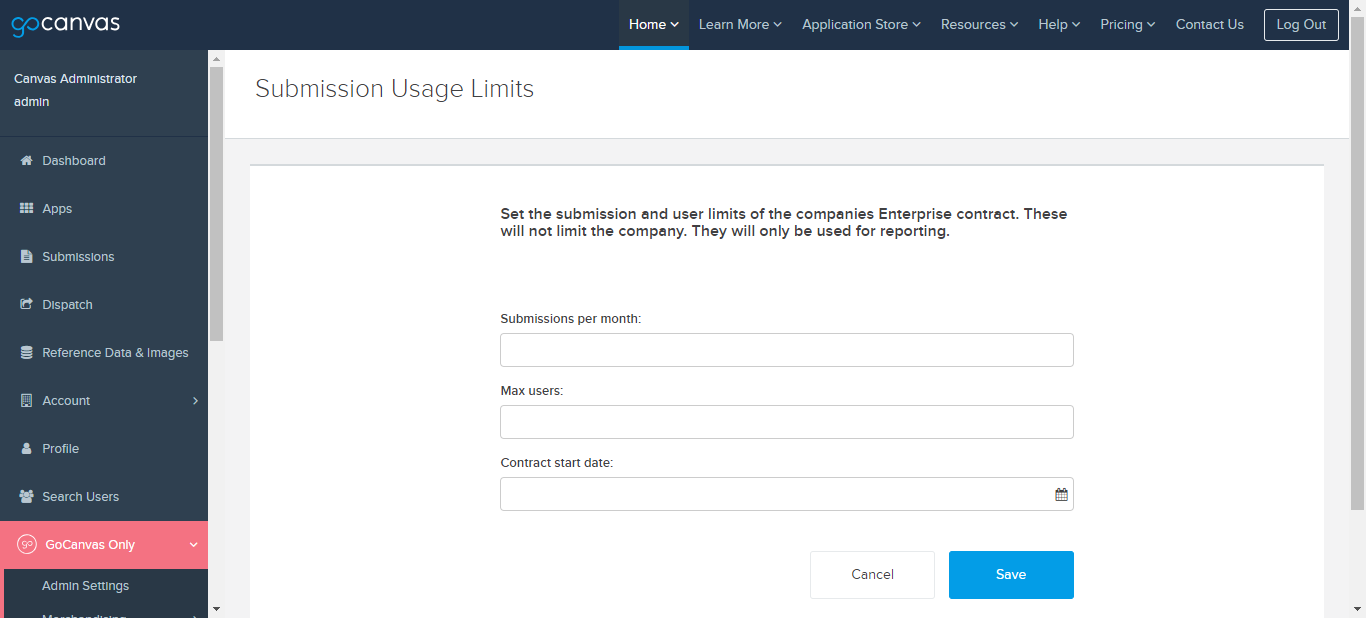 gocanvas
Home
Learn More
Application Store
Resources
Help
Pricing
Contact Us
Log Out
Canvas Administrator
admin
Dashboard
Apps
Submissions
Dispatch
Reference Data & Images
Account
Profile
Search Users
go
GoCanvas Only
Admin Settings
Merchandising
Submission Usage Limits
Set the submission and user limits of the companies Enterprise contract. These
will not limit the company. They will only be used for reporting.
Submissions per month:
Max users:
Contract start date:
Cancel
Save